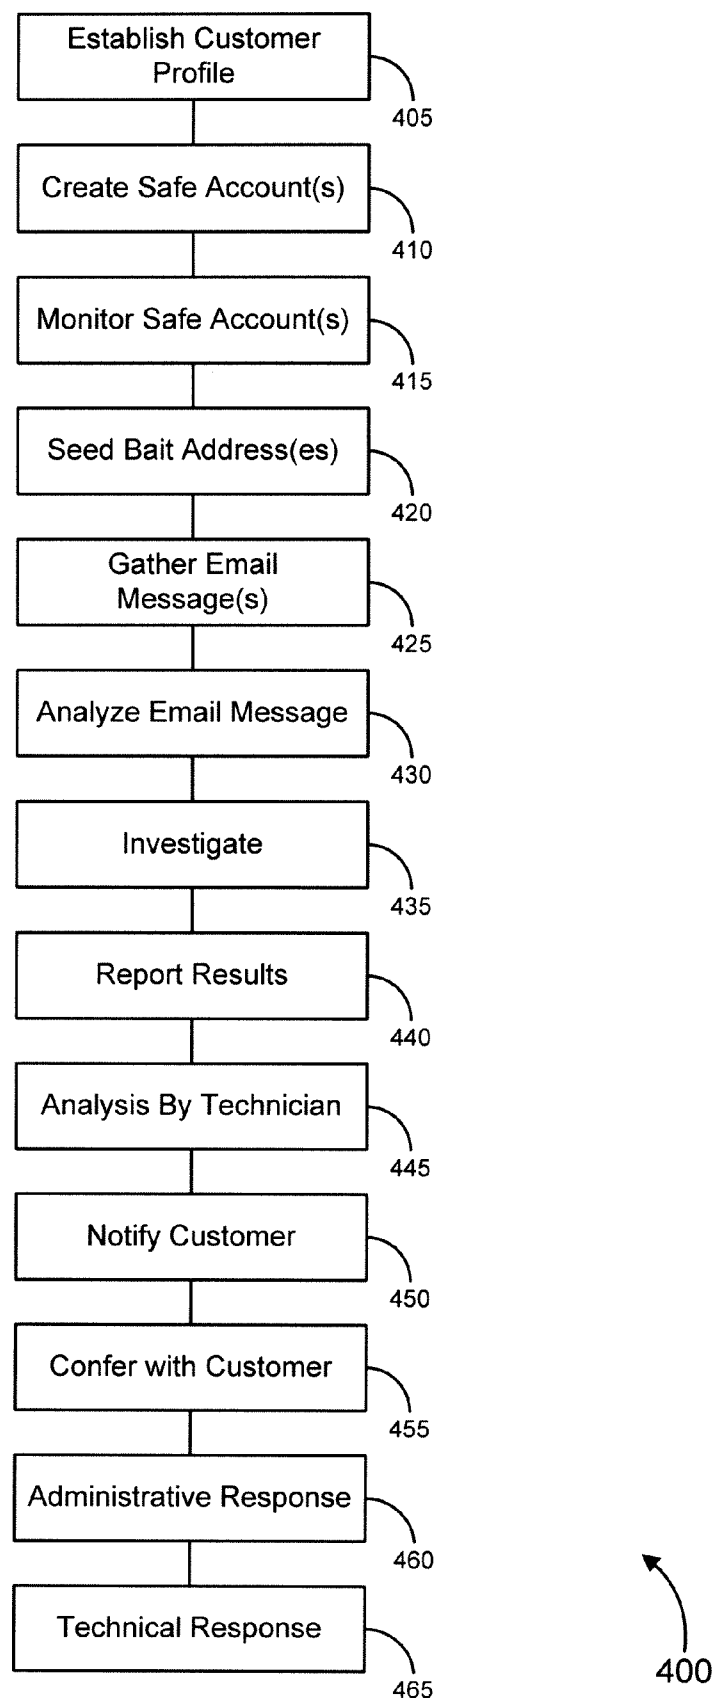 Establish Customer
Profile
405
Create Safe Account(s)
410
Monitor Safe Account(s)
415
Seed Bait Address(es)
420
Gather Email
Message(s)
425
Analyze Email Message
430
Investigate
435
Report Results
440
Analysis By Technician
445
Notify Customer
450
Confer with Customer
455
Administrative Response
460
Technical Response
465
400